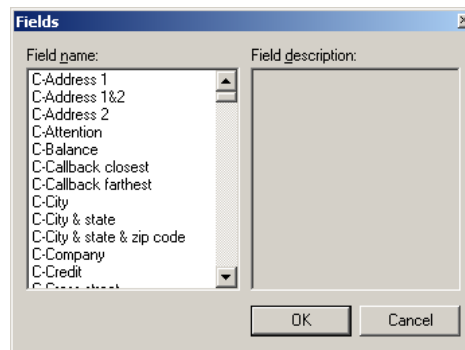 Fields
Field name:
Field description:
C-Address 1
C-Address 1&2
C-Address 2
C-Attention
C-Balance
C-Callback closest
C-Callback farthest
C-City
C-City & state
C-City & state & zip code
C-Company
C-Credit
OK
Cancel